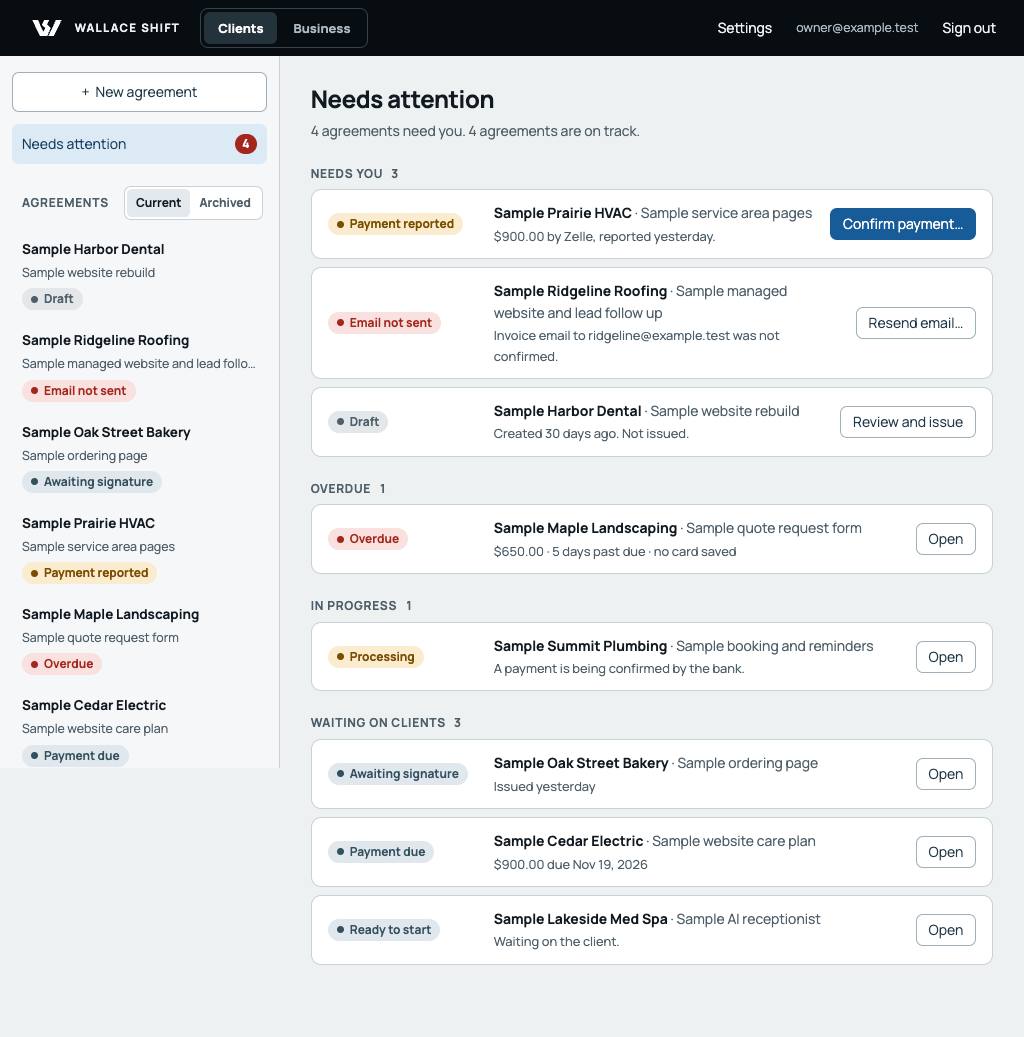 WALLACE SHIFT
Clients
Business
Settings
owner@example.test
Sign out
+ New agreement
Needs attention
4
AGREEMENTS
Current
Archived
Sample Harbor Dental
Sample website rebuild
Draft
Sample Ridgeline Roofing
Sample managed website and lead follo…
Email not sent
Sample Oak Street Bakery
Sample ordering page
Awaiting signature
Sample Prairie HVAC
Sample service area pages
Payment reported
Sample Maple Landscaping
Sample quote request form
Overdue
Sample Cedar Electric
Sample website care plan
Payment due
Needs attention
4 agreements need you. 4 agreements are on track.
NEEDS YOU 3
Payment reported
Sample Prairie HVAC · Sample service area pages
$900.00 by Zelle, reported yesterday.
Confirm payment…
Email not sent
Sample Ridgeline Roofing · Sample managed
website and lead follow up
Invoice email to ridgeline@example.test was not
confirmed.
Resend email…
Draft
Sample Harbor Dental · Sample website rebuild
Created 30 days ago. Not issued.
Review and issue
OVERDUE 1
Overdue
Sample Maple Landscaping · Sample quote request form
$650.00 · 5 days past due · no card saved
Open
IN PROGRESS 1
Processing
Sample Summit Plumbing · Sample booking and reminders
A payment is being confirmed by the bank.
Open
WAITING ON CLIENTS 3
Awaiting signature
Sample Oak Street Bakery · Sample ordering page
Issued yesterday
Open
Payment due
Sample Cedar Electric · Sample website care plan
$900.00 due Nov 19, 2026
Open
Ready to start
Sample Lakeside Med Spa · Sample AI receptionist
Waiting on the client.
Open